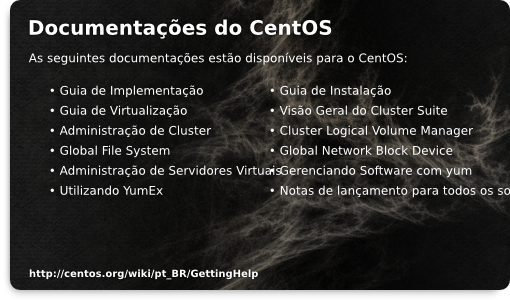 Documentações do CentOS
As seguintes documentações estão disponíveis para o CentOS:
• Guia de Implementação
• Guia de Virtualização
• Administração de Cluster
• Global File System
• Administração de Servidores Virtuais
• Utilizando YumEx
• Guia de Instalação
• Visão Geral do Cluster Suite
• Cluster Logical Volume Manager
• Global Network Block Device
• Gerenciando Software com yum
• Notas de lançamento para todos os so
http://centos.org/wiki/pt_BR/GettingHelp